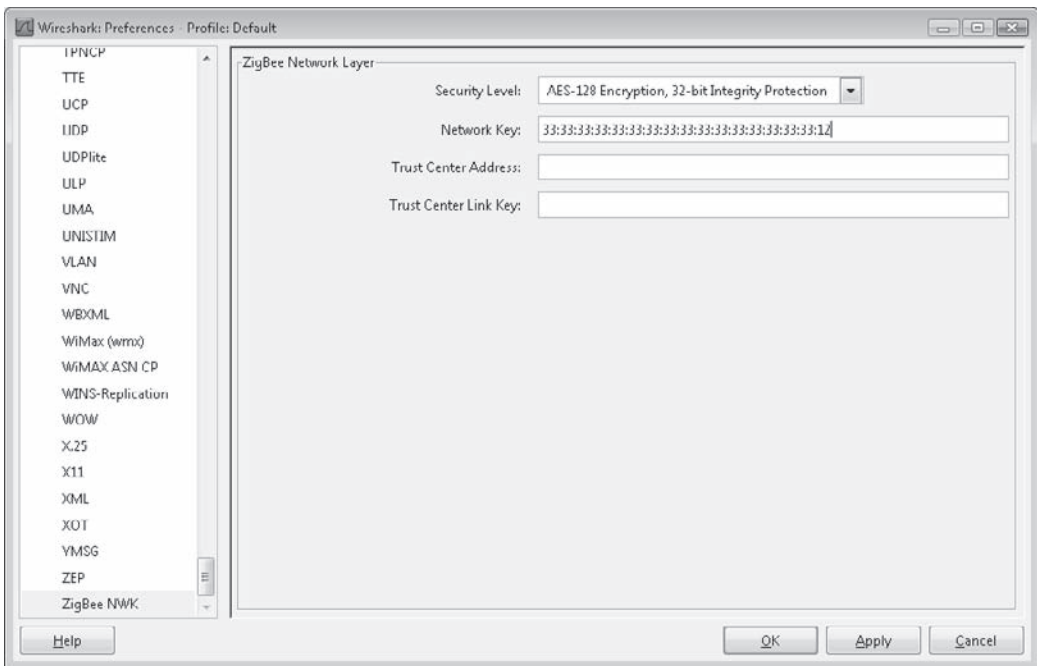 Wireshark: Preferences - Profile: Default
TPNCP
TTE
UCP
UDP
UDPlite
ULP
UMA
UNISTIM
VLAN
VNC
WBXML
WiMax (wmx)
WiMAX ASN CP
WINS-Replication
WOW
X.25
X11
XML
XOT
YMSG
ZEP
ZigBee NWK
ZigBee Network Layer
Security Level: AES-128 Encryption, 32-bit Integrity Protection
Network Key: 33:33:33:33:33:33:33:33:33:33:33:33:33:33:33:12
Trust Center Address:
Trust Center Link Key:
Help
OK
Apply
Cancel